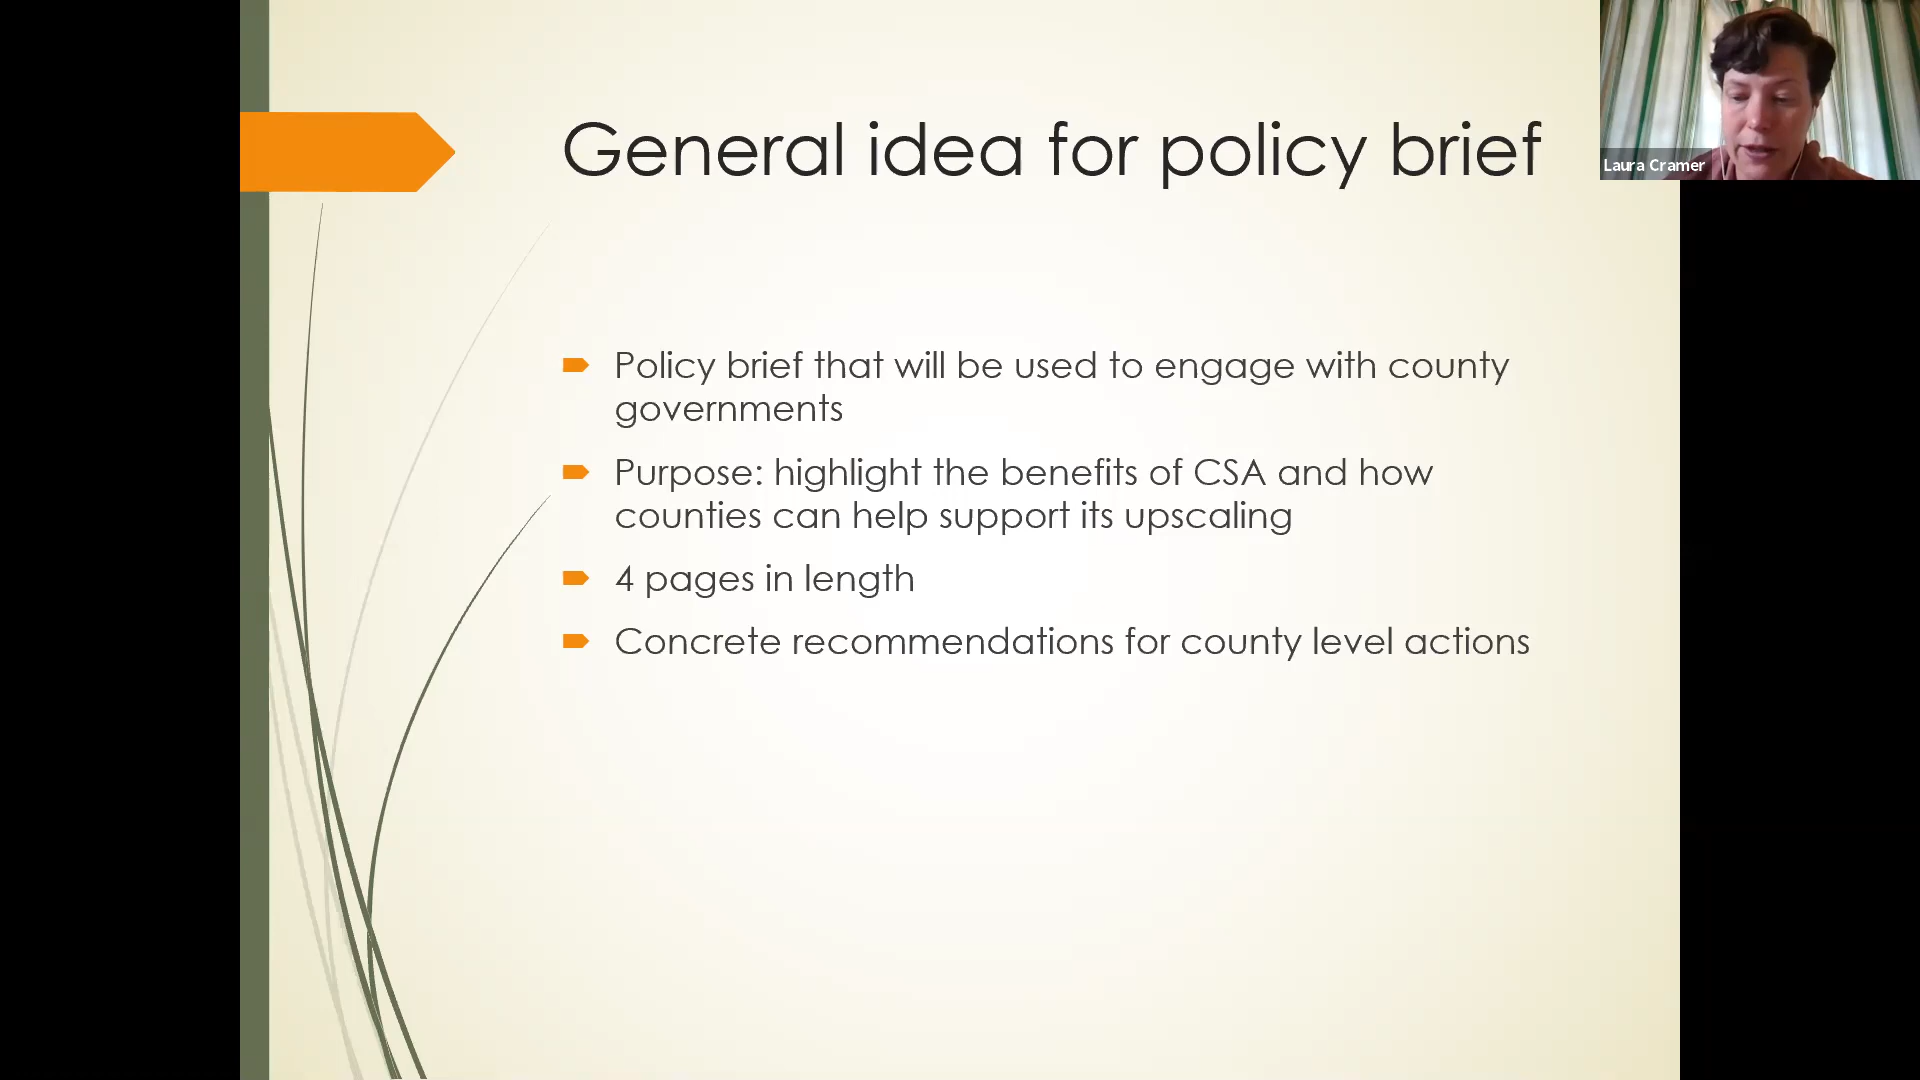 General idea for policy brief
Laura Cramer
Policy brief that will be used to engage with county
governments
Purpose: highlight the benefits of CSA and how
counties can help support its upscaling
4 pages in length
Concrete recommendations for county level actions